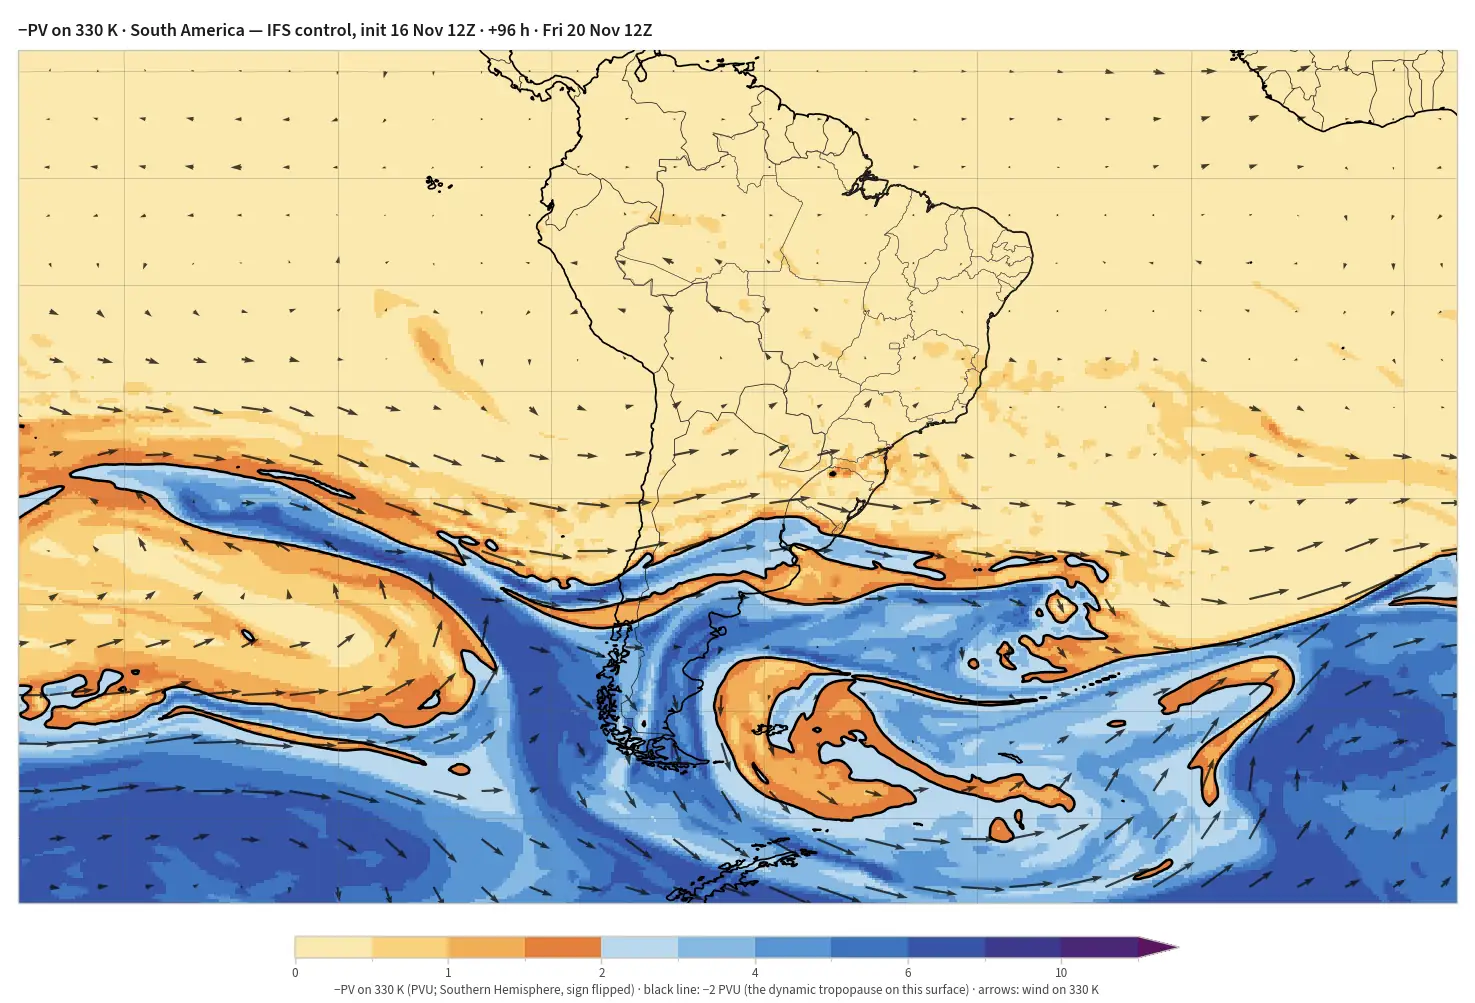 −PV on 330 K · South America — IFS control, init 16 Nov 12Z · +96 h · Fri 20 Nov 12Z
0 1 2 4 6 10
−PV on 330 K (PVU; Southern Hemisphere, sign flipped) · black line: −2 PVU (the dynamic tropopause on this surface) · arrows: wind on 330 K